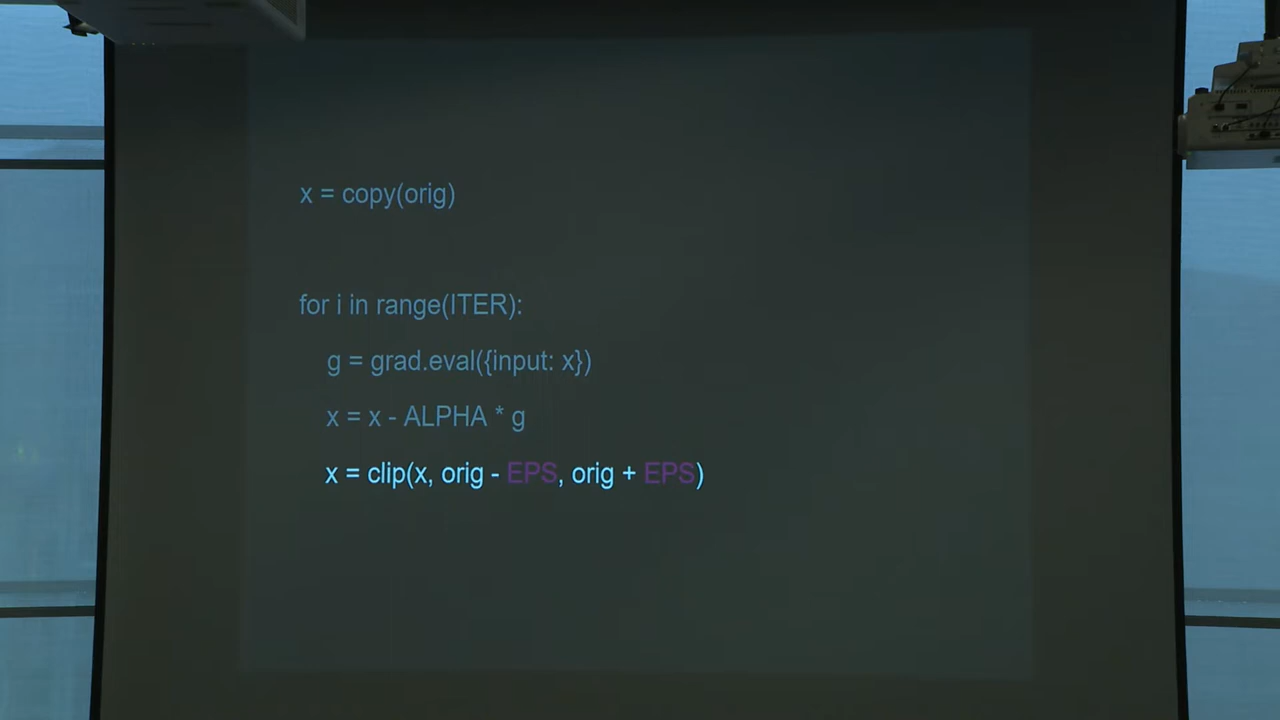 x = copy(orig)
for i in range(ITER):
g = grad.eval({input: x})
x = x - ALPHA * g
x = clip(x, orig - EPS, orig + EPS)